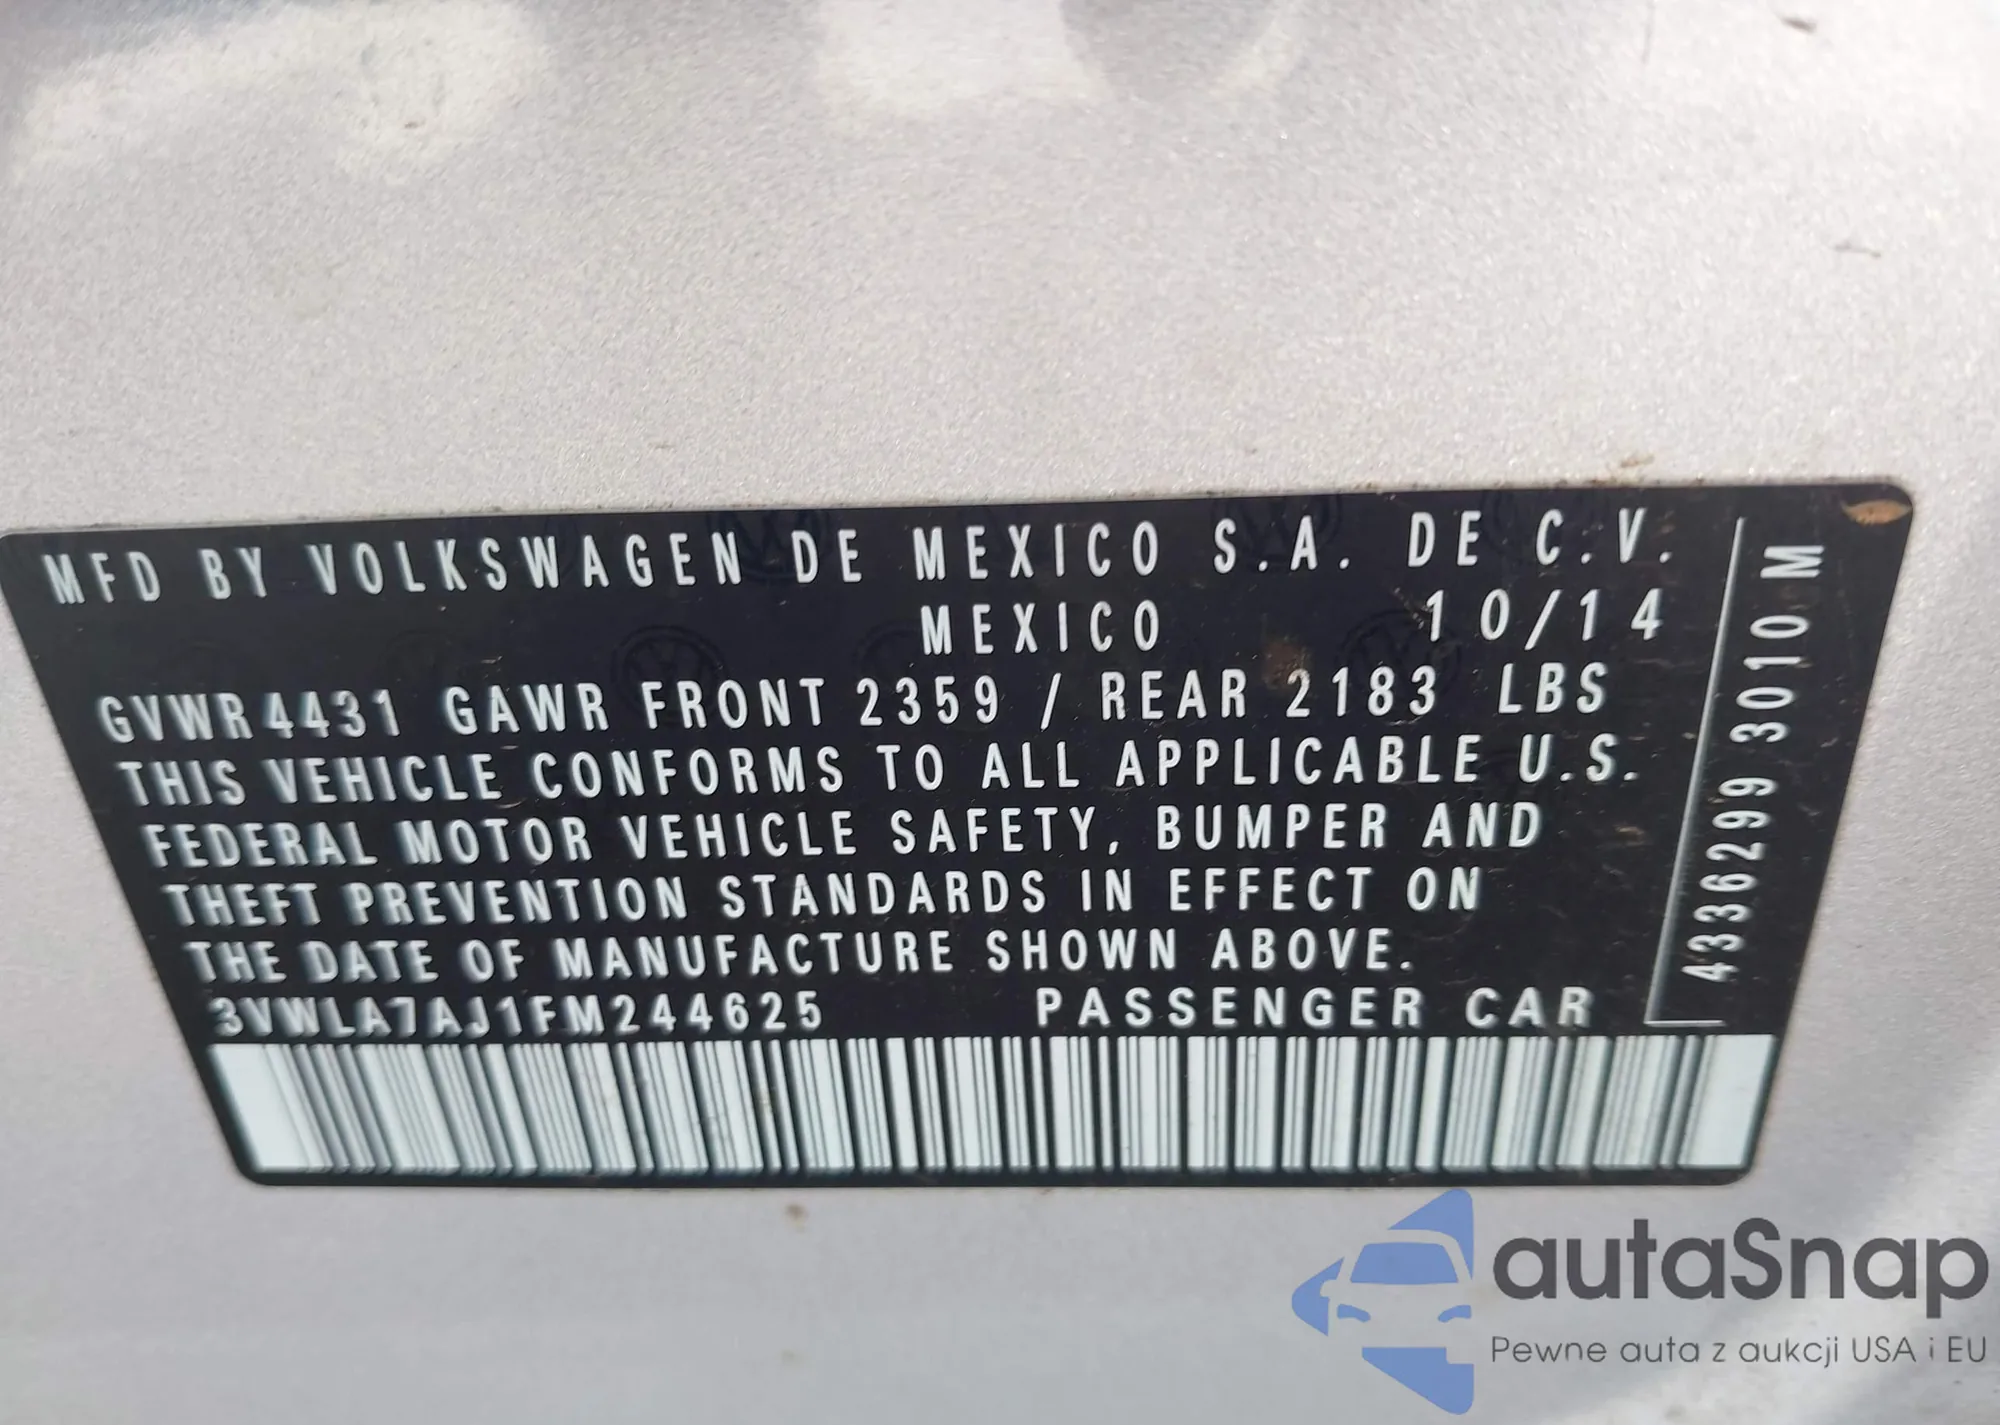 MFD BY VOLKSWAGEN DE MEXICO S.A. DE C.V.
MEXICO 10/14
GVWR 4431 GAWR FRONT 2359 / REAR 2183 LBS
THIS VEHICLE CONFORMS TO ALL APPLICABLE U.S.
FEDERAL MOTOR VEHICLE SAFETY, BUMPER AND
THEFT PREVENTION STANDARDS IN EFFECT ON
THE DATE OF MANUFACTURE SHOWN ABOVE.
3VWLA7AJ1FM244625 PASSENGER CAR
4336299 3010 M
autaSnap
Pewne auta z aukcji USA i EU